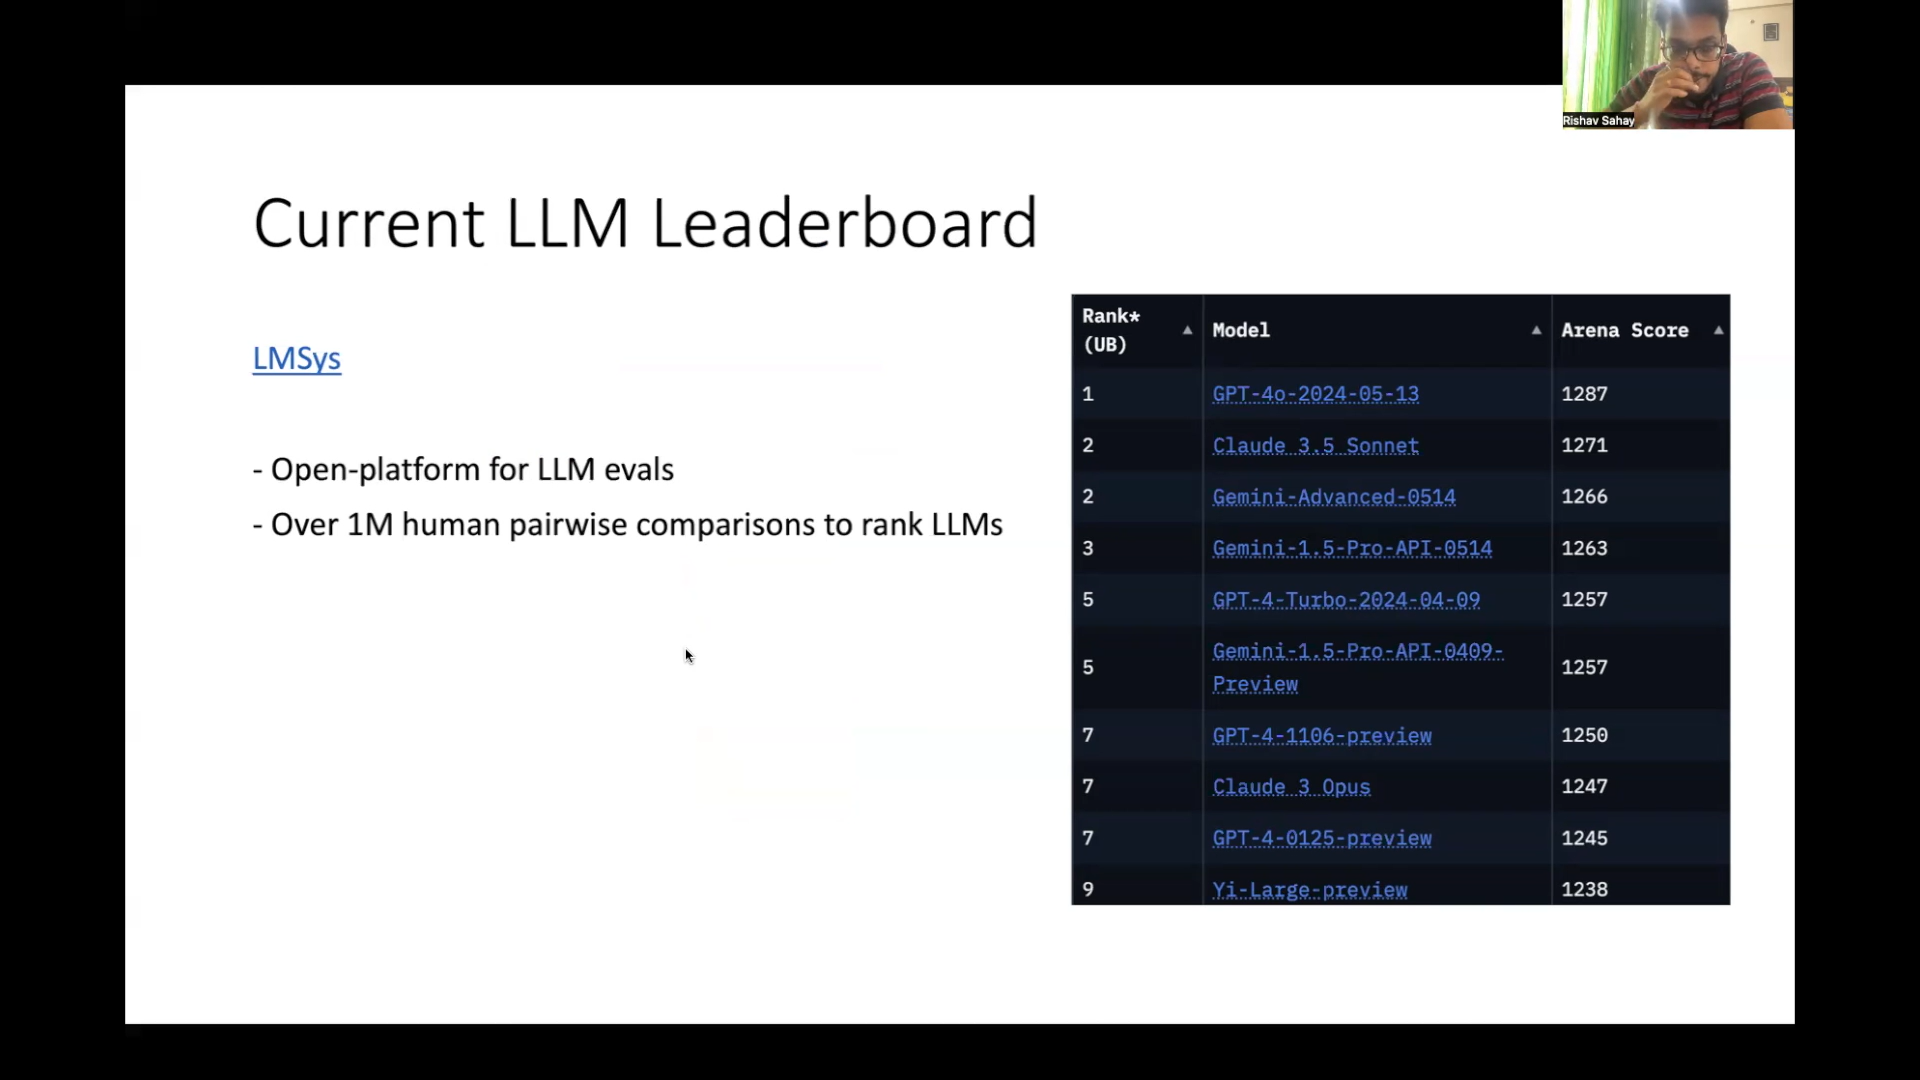 Rishav Sahay
Current LLM Leaderboard
LMSys
- Open-platform for LLM evals
- Over 1M human pairwise comparisons to rank LLMs
Rank* (UB) Model Arena Score
1 GPT-4o-2024-05-13 1287
2 Claude 3.5 Sonnet 1271
2 Gemini-Advanced-0514 1266
3 Gemini-1.5-Pro-API-0514 1263
5 GPT-4-Turbo-2024-04-09 1257
5 Gemini-1.5-Pro-API-0409-Preview 1257
7 GPT-4-1106-preview 1250
7 Claude 3 Opus 1247
7 GPT-4-0125-preview 1245
9 Yi-Large-preview 1238